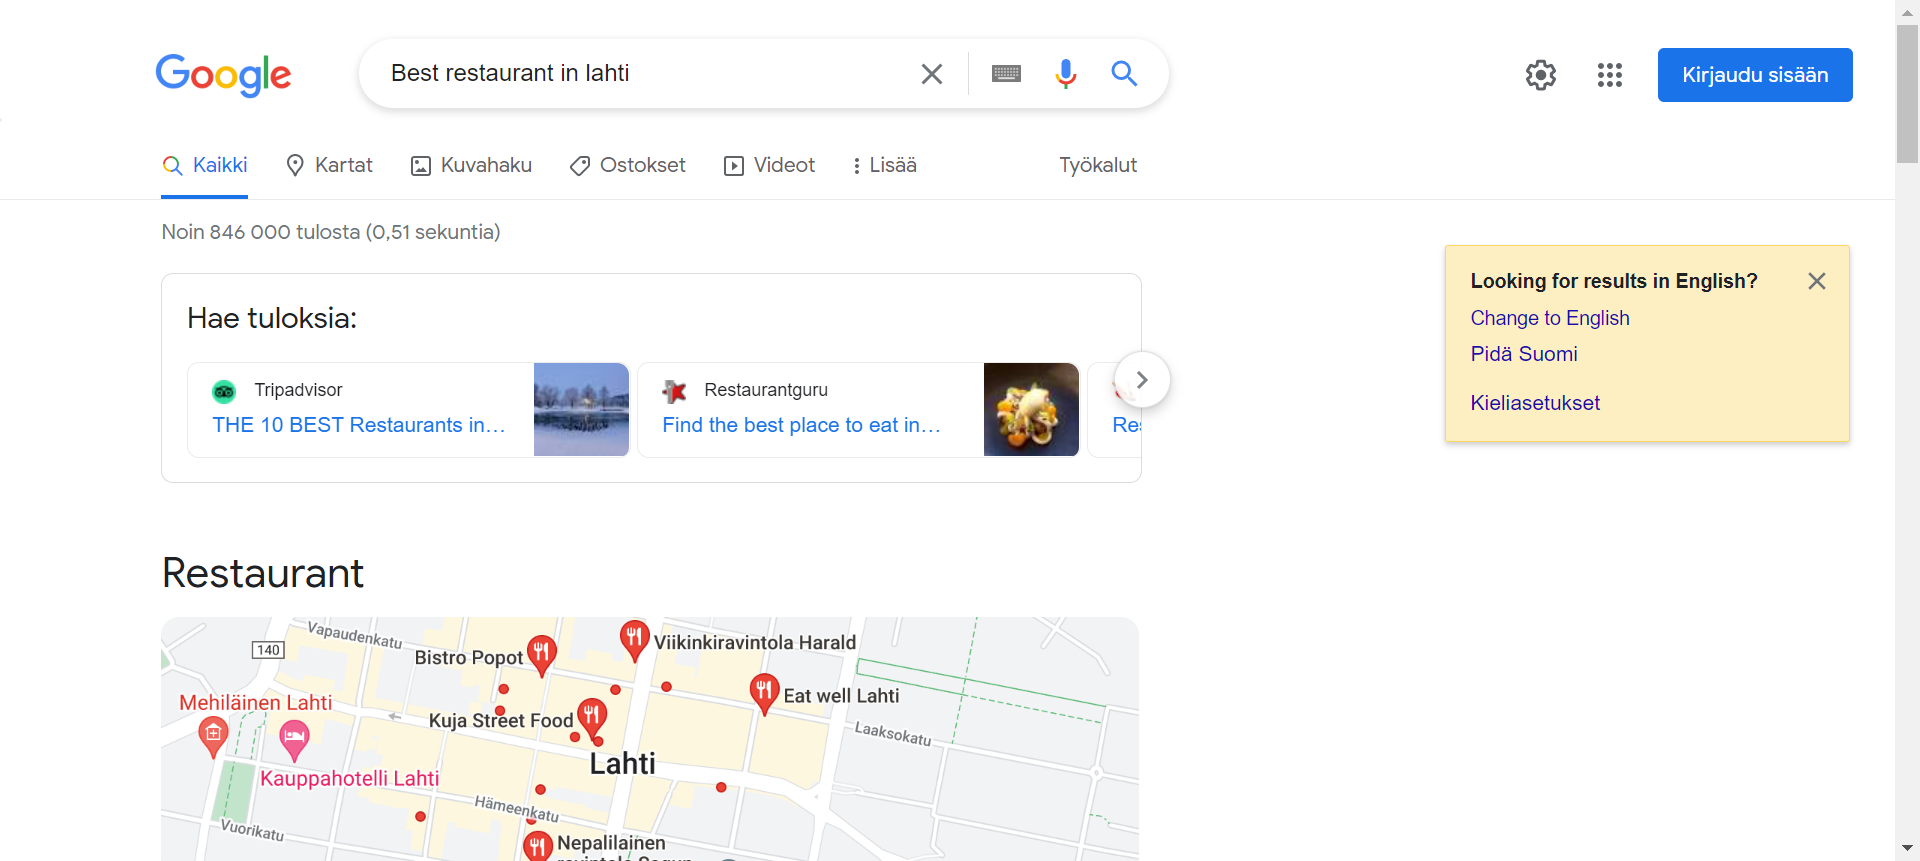 Google
Best restaurant in lahti
Kirjaudu sisään
Kaikki
Kartat
Kuvahaku
Ostokset
Videot
Lisää
Työkalut
Noin 846 000 tulosta (0,51 sekuntia)
Looking for results in English?
Change to English
Pidä Suomi
Kieliasetukset
Hae tuloksia:
Tripadvisor
THE 10 BEST Restaurants in…
Restaurantguru
Find the best place to eat in…
Res
Restaurant
Vapaudenkatu
140
Bistro Popot
Viikinkiravintola Harald
Mehiläinen Lahti
Eat well Lahti
Kuja Street Food
Laaksokatu
Lahti
Kauppahotelli Lahti
Hämeenkatu
Vuorikatu
Nepalilainen